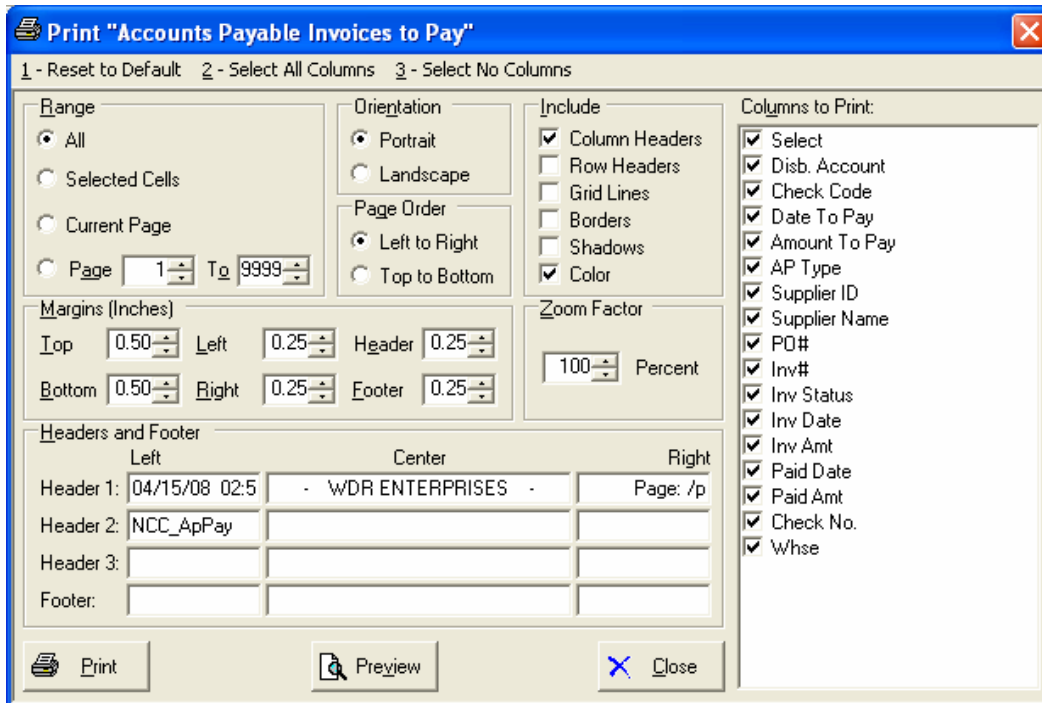 Print "Accounts Payable Invoices to Pay"
1 - Reset to Default 2 - Select All Columns 3 - Select No Columns
Range
All
Selected Cells
Current Page
Page 1 To 9999
Orientation
Portrait
Landscape
Page Order
Left to Right
Top to Bottom
Include
Column Headers
Row Headers
Grid Lines
Borders
Shadows
Color
Margins (Inches)
Top 0.50 Left 0.25 Header 0.25
Bottom 0.50 Right 0.25 Footer 0.25
Zoom Factor
100 Percent
Headers and Footer
Left Center Right
Header 1: 04/15/08 02:5 - WDR ENTERPRISES - Page: /p
Header 2: NCC_ApPay
Header 3:
Footer:
Print Preview Close
Columns to Print:
Select
Disb. Account
Check Code
Date To Pay
Amount To Pay
AP Type
Supplier ID
Supplier Name
PO#
Inv#
Inv Status
Inv Date
Inv Amt
Paid Date
Paid Amt
Check No.
Whse